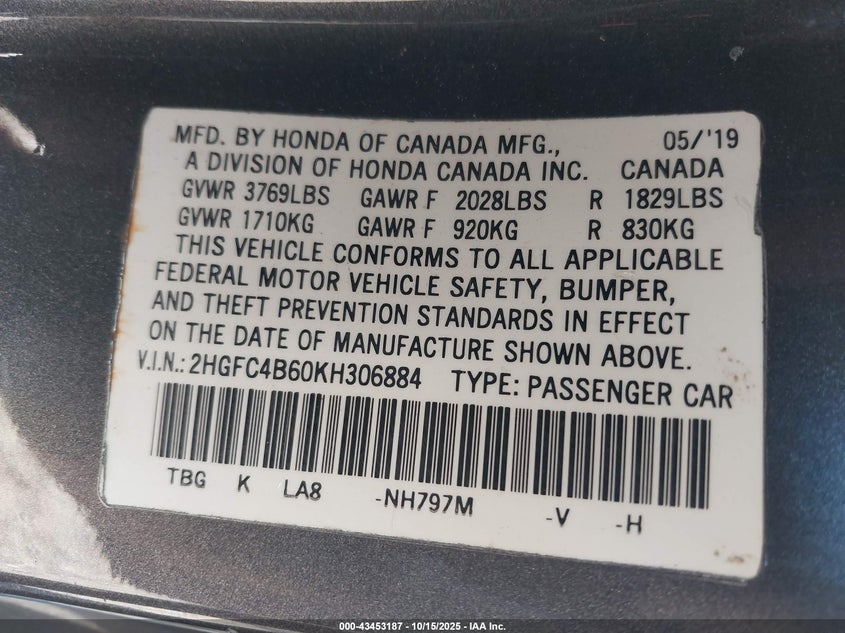 MFD. BY HONDA OF CANADA MFG., 05/'19
A DIVISION OF HONDA CANADA INC. CANADA
GVWR 3769LBS GAWR F 2028LBS R 1829LBS
GVWR 1710KG GAWR F 920KG R 830KG
THIS VEHICLE CONFORMS TO ALL APPLICABLE
FEDERAL MOTOR VEHICLE SAFETY, BUMPER,
AND THEFT PREVENTION STANDARDS IN EFFECT
ON THE DATE OF MANUFACTURE SHOWN ABOVE.
V.I.N.: 2HGFC4B60KH306884 TYPE: PASSENGER CAR
TBG K LA8 -NH797M -V -H
000-43453187 - 10/15/2025 - IAA Inc.